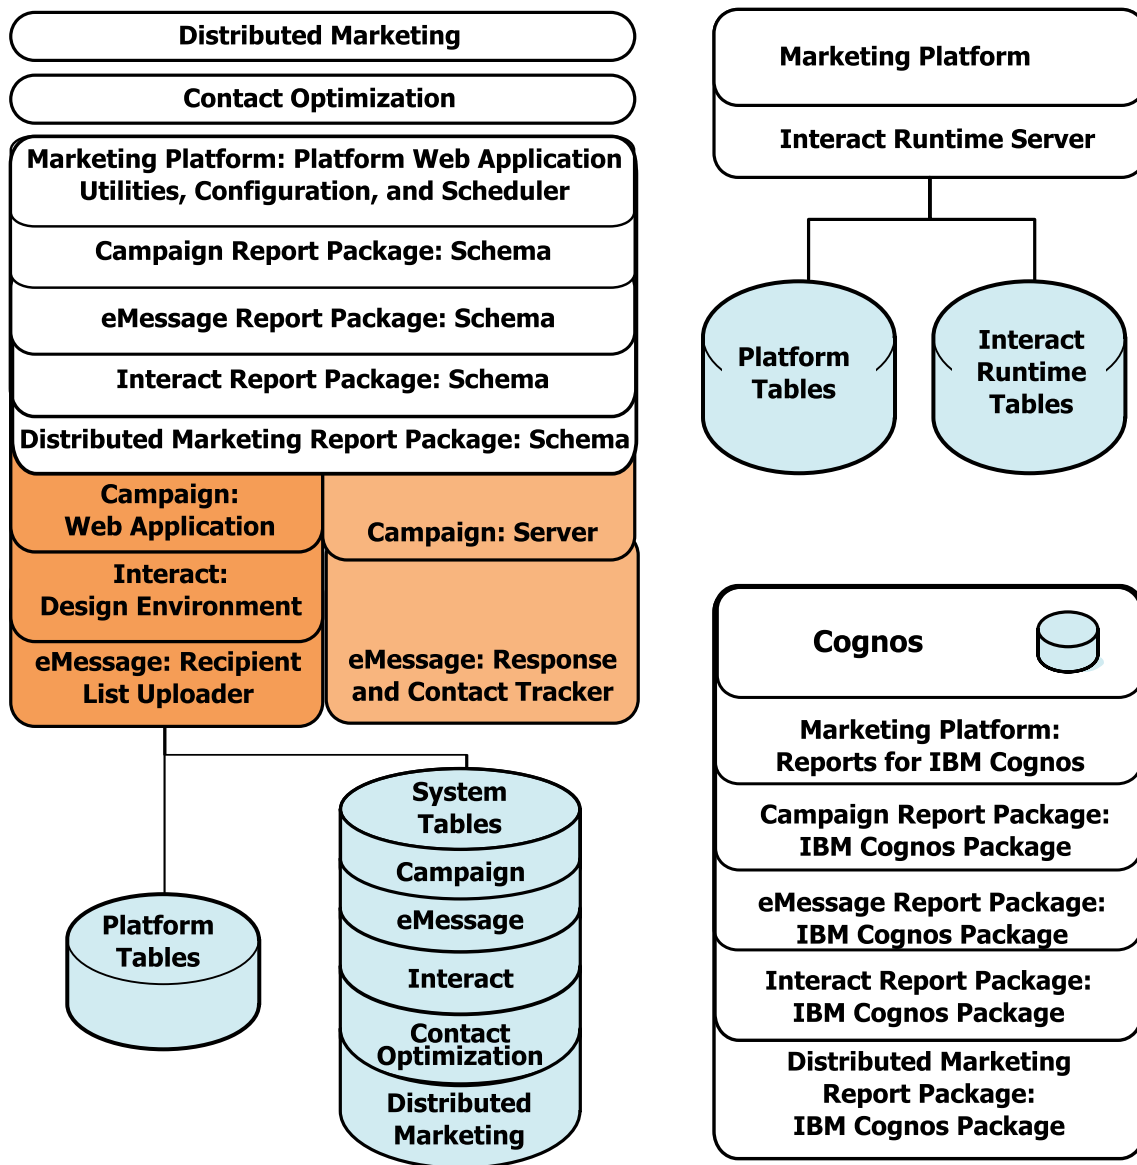 Distributed Marketing
Contact Optimization
Marketing Platform: Platform Web Application
Utilities, Configuration, and Scheduler
Campaign Report Package: Schema
eMessage Report Package: Schema
Interact Report Package: Schema
Distributed Marketing Report Package: Schema
Campaign:
Web Application
Campaign: Server
Interact:
Design Environment
eMessage: Recipient
List Uploader
eMessage: Response
and Contact Tracker
Platform
Tables
System
Tables
Campaign
eMessage
Interact
Contact
Optimization
Distributed
Marketing
Marketing Platform
Interact Runtime Server
Platform
Tables
Interact
Runtime
Tables
Cognos
Marketing Platform:
Reports for IBM Cognos
Campaign Report Package:
IBM Cognos Package
eMessage Report Package:
IBM Cognos Package
Interact Report Package:
IBM Cognos Package
Distributed Marketing
Report Package:
IBM Cognos Package